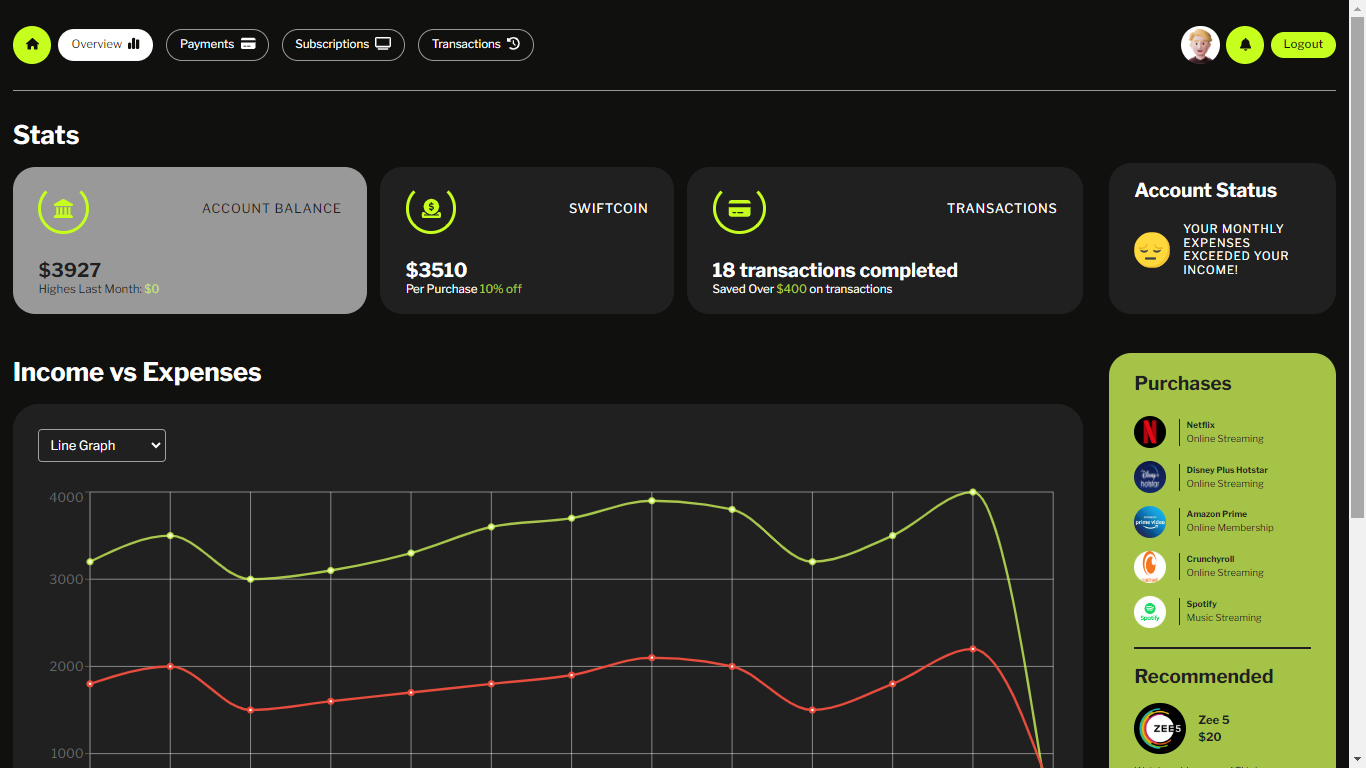 Overview
Payments
Subscriptions
Transactions
Logout
Stats
ACCOUNT BALANCE
$3927
Highes Last Month: $0
SWIFTCOIN
$3510
Per Purchase 10% off
TRANSACTIONS
18 transactions completed
Saved Over $400 on transactions
Account Status
YOUR MONTHLY
EXPENSES
EXCEEDED YOUR
INCOME!
Income vs Expenses
Line Graph
4000
3000
2000
1000
Purchases
Netflix
Online Streaming
Disney Plus Hotstar
Online Streaming
Amazon Prime
Online Membership
Crunchyroll
Online Streaming
Spotify
Music Streaming
Recommended
ZEE5
Zee 5
$20